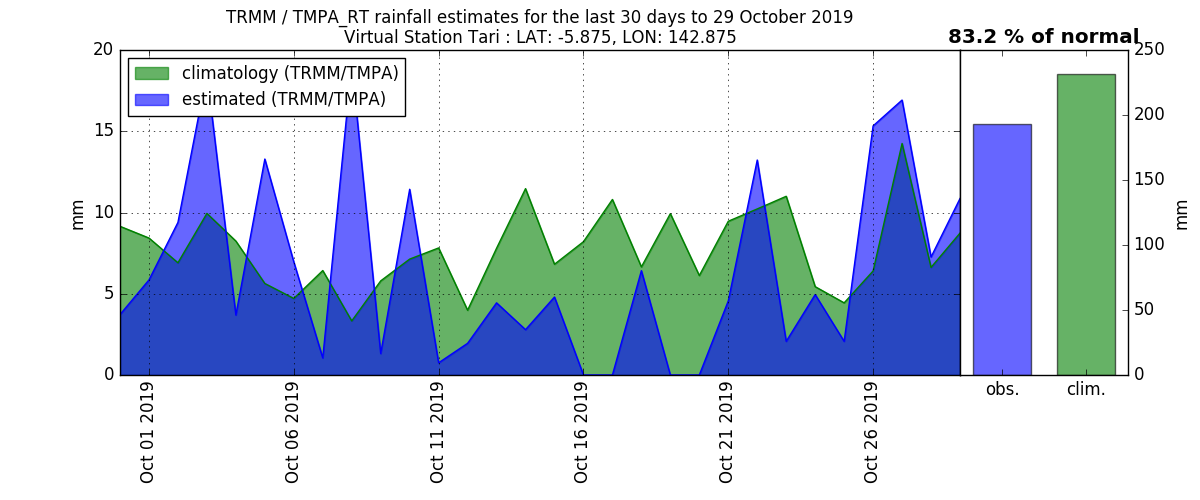 TRMM / TMPA_RT rainfall estimates for the last 30 days to 29 October 2019
Virtual Station Tari : LAT: -5.875, LON: 142.875
83.2 % of normal
climatology (TRMM/TMPA)
estimated (TRMM/TMPA)
20
15
10
5
0
mm
Oct 01 2019
Oct 06 2019
Oct 11 2019
Oct 16 2019
Oct 21 2019
Oct 26 2019
obs.
clim.
250
200
150
100
50
0
mm